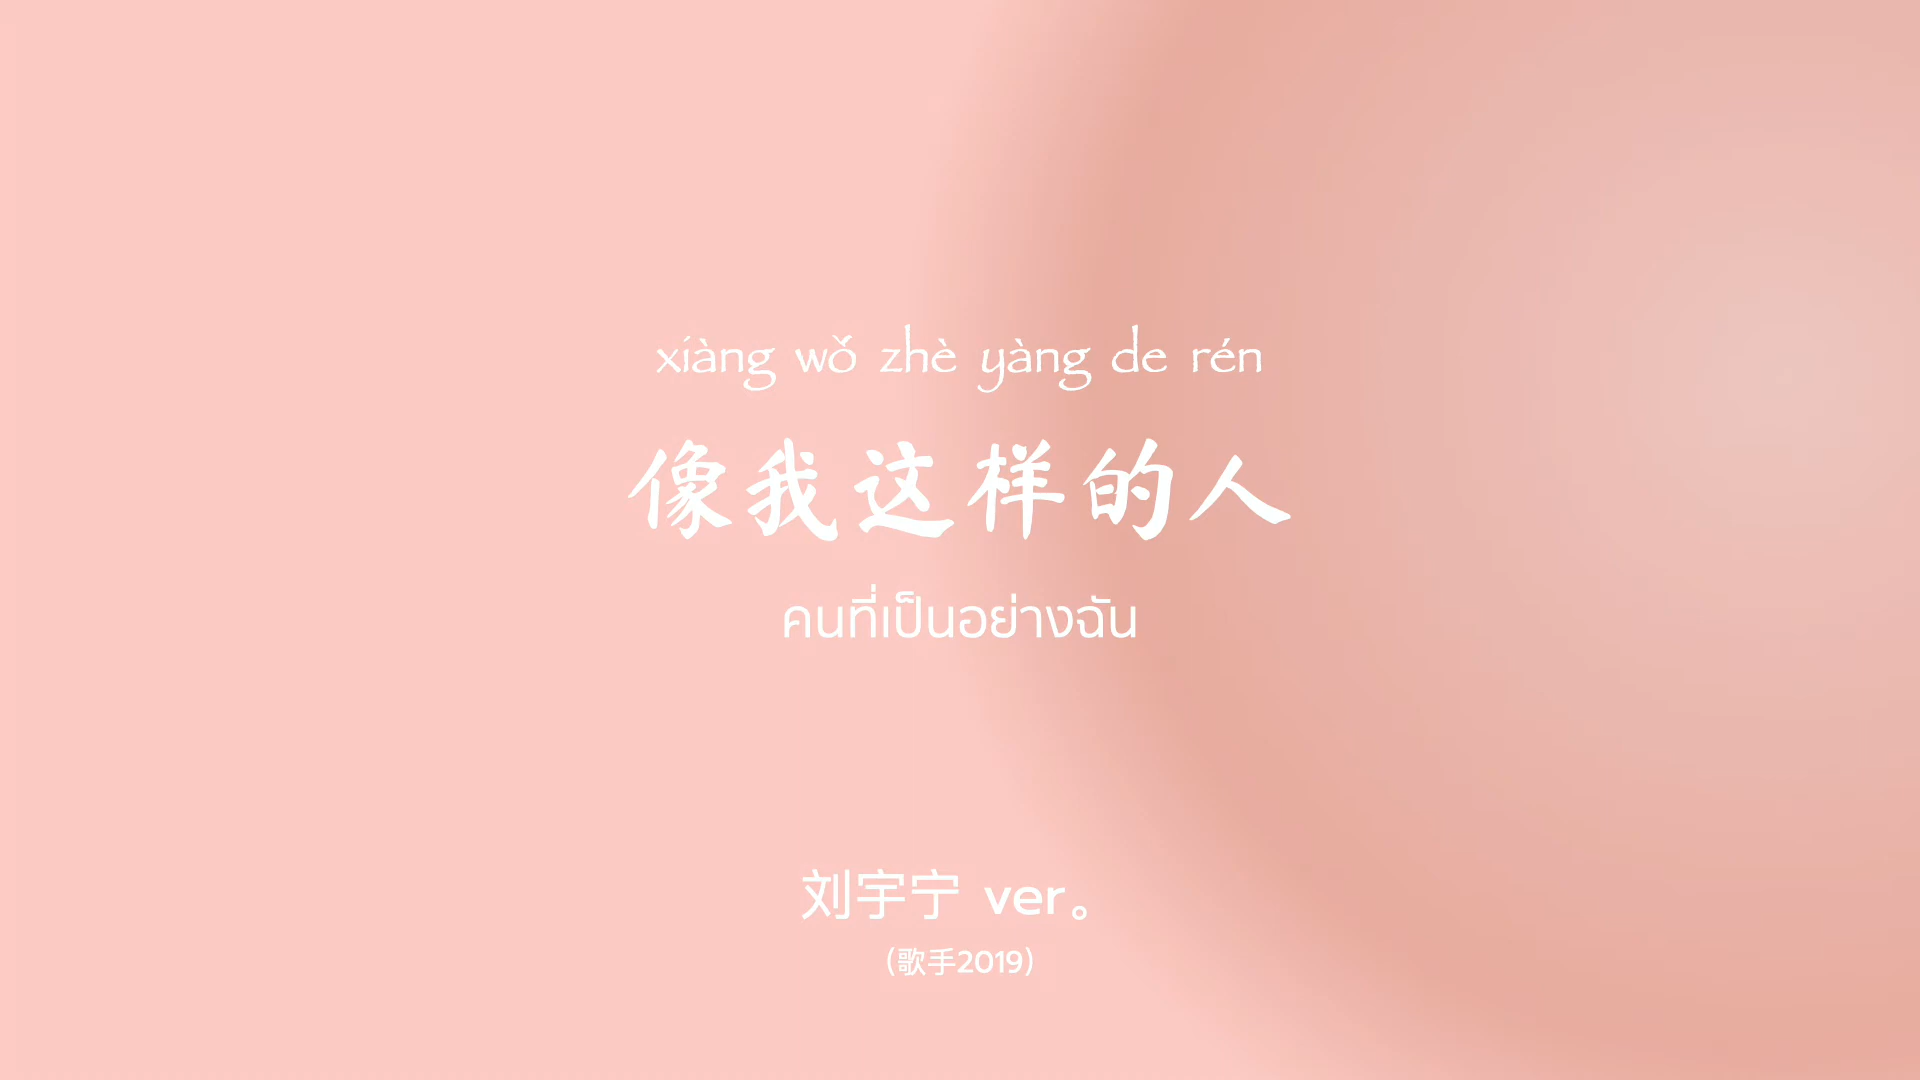 xiàng wǒ zhè yàng de rén
像我这样的人
คนที่เป็นอย่างฉัน
刘宇宁 ver。
（歌手2019）